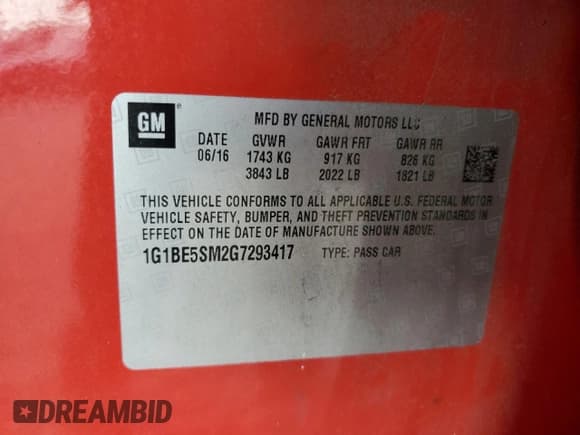 GM
MFD BY GENERAL MOTORS LLC
DATE GVWR GAWR FRT GAWR RR
06/16 1743 KG 917 KG 826 KG
3843 LB 2022 LB 1821 LB
THIS VEHICLE CONFORMS TO ALL APPLICABLE U.S. FEDERAL MOTOR
VEHICLE SAFETY, BUMPER, AND THEFT PREVENTION STANDARDS IN
EFFECT ON THE DATE OF MANUFACTURE SHOWN ABOVE.
1G1BE5SM2G7293417 TYPE: PASS CAR
DREAMBID